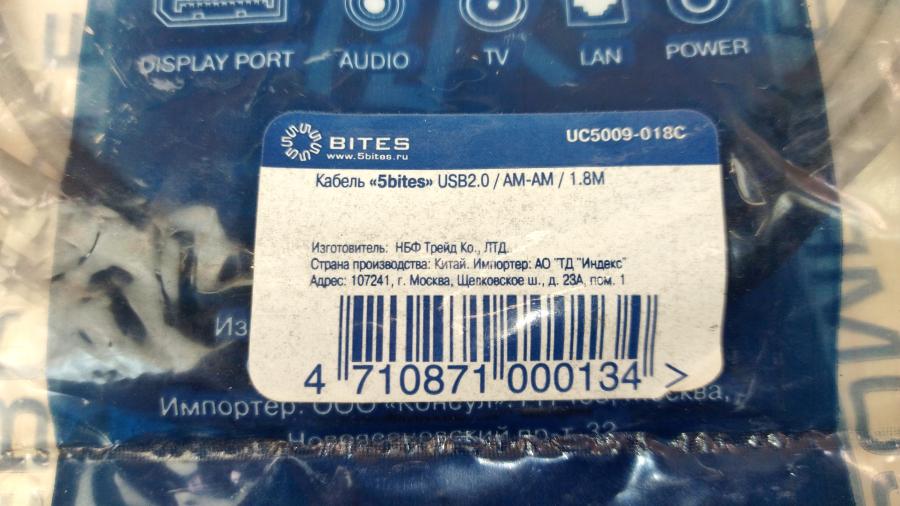 DISPLAY PORT
AUDIO
TV
LAN
POWER
BITES
www.5bites.ru
UC5009-018C
Кабель «5bites» USB2.0 / AM-AM / 1.8M
Изготовитель: НБФ Трейд Ко., ЛТД.
Страна производства: Китай. Импортер: АО "ТД "Индекс"
Адрес: 107241, г. Москва, Щелковское ш., д. 23А, пом. 1
Из
4 710871 000134 >
Импортер: ООО «Консул».